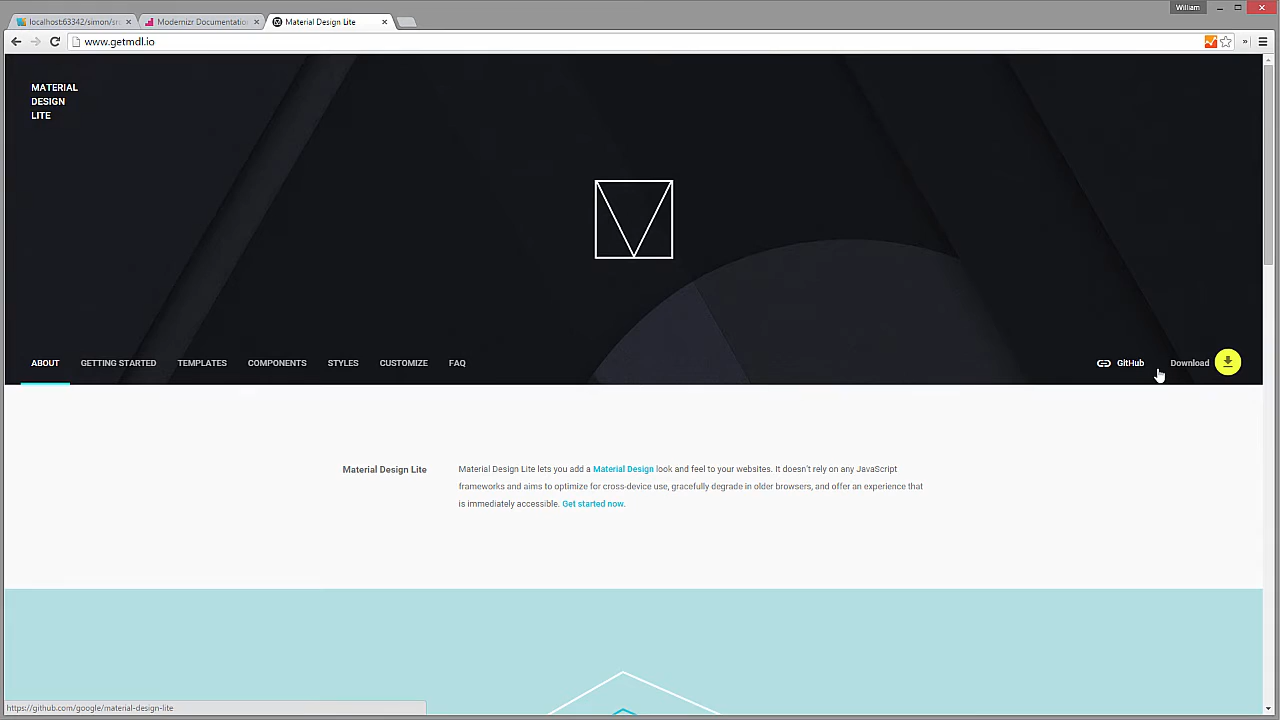 William
localhost:63342/simon/src
Modernizr Documentation
Material Design Lite
www.getmdl.io
MATERIAL
DESIGN
LITE
ABOUT GETTING STARTED TEMPLATES COMPONENTS STYLES CUSTOMIZE FAQ GitHub Download
Material Design Lite
Material Design Lite lets you add a Material Design look and feel to your websites. It doesn't rely on any JavaScript
frameworks and aims to optimize for cross-device use, gracefully degrade in older browsers, and offer an experience that
is immediately accessible. Get started now.
https://github.com/google/material-design-lite